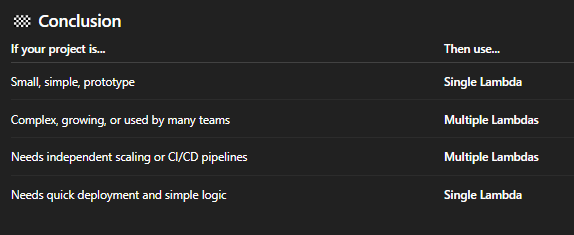 Conclusion
If your project is... Then use...
Small, simple, prototype Single Lambda
Complex, growing, or used by many teams Multiple Lambdas
Needs independent scaling or CI/CD pipelines Multiple Lambdas
Needs quick deployment and simple logic Single Lambda